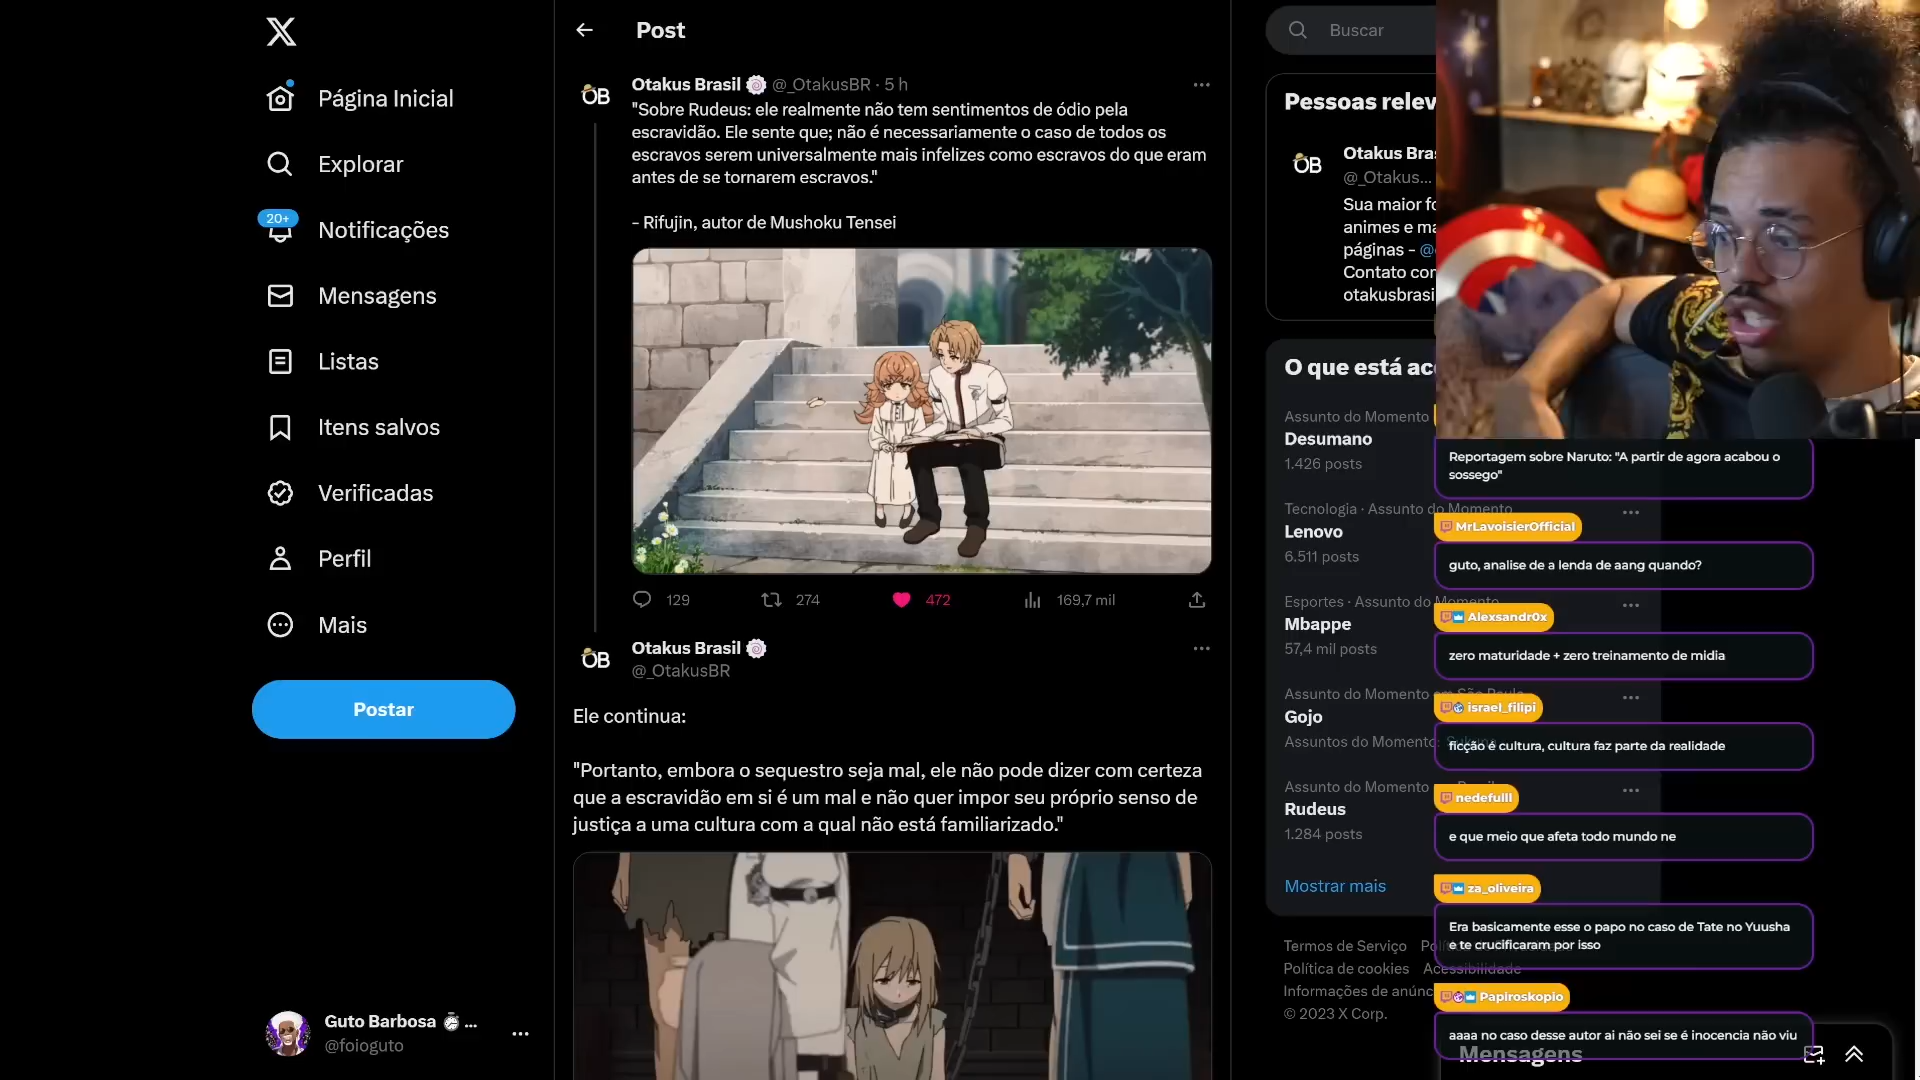 Página Inicial
Explorar
20+
Notificações
Mensagens
Listas
Itens salvos
Verificadas
Perfil
Mais
Postar
Guto Barbosa ...
@foioguto
Post
OB
Otakus Brasil @_OtakusBR · 5 h
"Sobre Rudeus: ele realmente não tem sentimentos de ódio pela
escravidão. Ele sente que; não é necessariamente o caso de todos os
escravos serem universalmente mais infelizes como escravos do que eram
antes de se tornarem escravos."
- Rifujin, autor de Mushoku Tensei
129 274 472 169,7 mil
OB
Otakus Brasil
@_OtakusBR
Ele continua:
"Portanto, embora o sequestro seja mal, ele não pode dizer com certeza
que a escravidão em si é um mal e não quer impor seu próprio senso de
justiça a uma cultura com a qual não está familiarizado."
Buscar
Pessoas relev
OB
Otakus Bras
@_Otakus...
Sua maior fo
animes e ma
páginas - @
Contato con
otakusbrasi
O que está ac
Assunto do Momento
Desumano
1.426 posts
Tecnologia · Assunto do Momento
Lenovo
6.511 posts
Esportes · Assunto do Momento
Mbappe
57,4 mil posts
Assunto do Momento em São Paulo
Gojo
Assuntos do Momento:
Assunto do Momento
Rudeus
1.284 posts
Mostrar mais
Termos de Serviço
Política de cookies Acessibilidade
Informações de anúnc
© 2023 X Corp.
Reportagem sobre Naruto: "A partir de agora acabou o
sossego"
MrLavoisierOfficial
guto, analise de a lenda de aang quando?
Alexsandr0x
zero maturidade + zero treinamento de midia
israel_filipi
ficção é cultura, cultura faz parte da realidade
nedefulll
e que meio que afeta todo mundo ne
za_oliveira
Era basicamente esse o papo no caso de Tate no Yuusha
e te crucificaram por isso
Papiroskopio
aaaa no caso desse autor ai não sei se é inocencia não viu
Mensagens